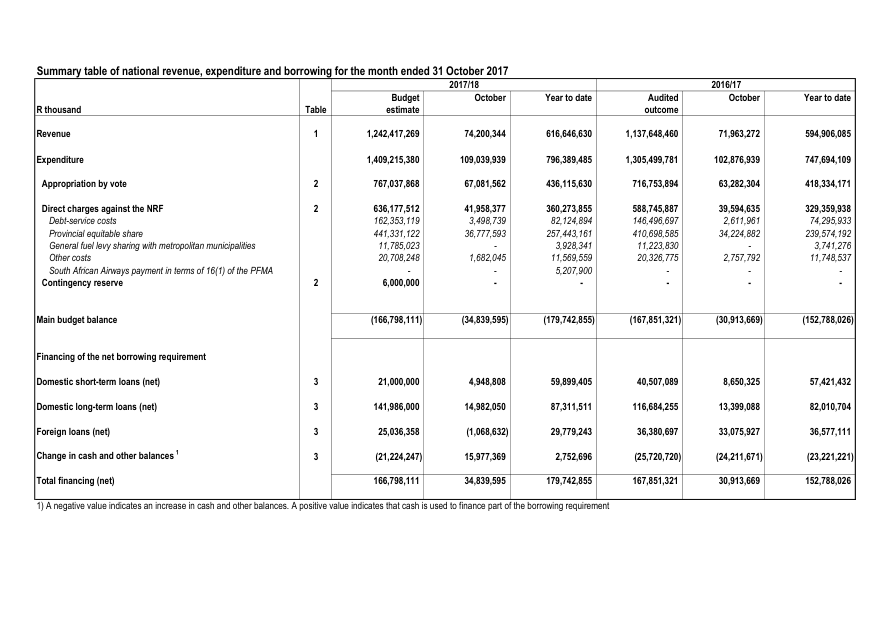 Summary table of national revenue, expenditure and borrowing for the month ended 31 October 2017
2017/18 2016/17
Budget October Year to date Audited October Year to date
R thousand Table estimate outcome
Revenue 1 1,242,417,269 74,200,344 616,646,630 1,137,648,460 71,963,272 594,906,085
Expenditure 1,409,215,380 109,039,939 796,389,485 1,305,499,781 102,876,939 747,694,109
Appropriation by vote 2 767,037,868 67,081,562 436,115,630 716,753,894 63,282,304 418,334,171
Direct charges against the NRF 2 636,177,512 41,958,377 360,273,855 588,745,887 39,594,635 329,359,938
Debt-service costs 162,353,119 3,498,739 82,124,894 146,496,697 2,611,961 74,295,933
Provincial equitable share 441,331,122 36,777,593 257,443,161 410,698,585 34,224,882 239,574,192
General fuel levy sharing with metropolitan municipalities 11,785,023 - 3,928,341 11,223,830 - 3,741,276
Other costs 20,708,248 1,682,045 11,569,559 20,326,775 2,757,792 11,748,537
South African Airways payment in terms of 16(1) of the PFMA - - 5,207,900 - - -
Contingency reserve 2 6,000,000 - - - - -
Main budget balance (166,798,111) (34,839,595) (179,742,855) (167,851,321) (30,913,669) (152,788,026)
Financing of the net borrowing requirement
Domestic short-term loans (net) 3 21,000,000 4,948,808 59,899,405 40,507,089 8,650,325 57,421,432
Domestic long-term loans (net) 3 141,986,000 14,982,050 87,311,511 116,684,255 13,399,088 82,010,704
Foreign loans (net) 3 25,036,358 (1,068,632) 29,779,243 36,380,697 33,075,927 36,577,111
Change in cash and other balances 1 3 (21,224,247) 15,977,369 2,752,696 (25,720,720) (24,211,671) (23,221,221)
Total financing (net) 166,798,111 34,839,595 179,742,855 167,851,321 30,913,669 152,788,026
1) A negative value indicates an increase in cash and other balances. A positive value indicates that cash is used to finance part of the borrowing requirement